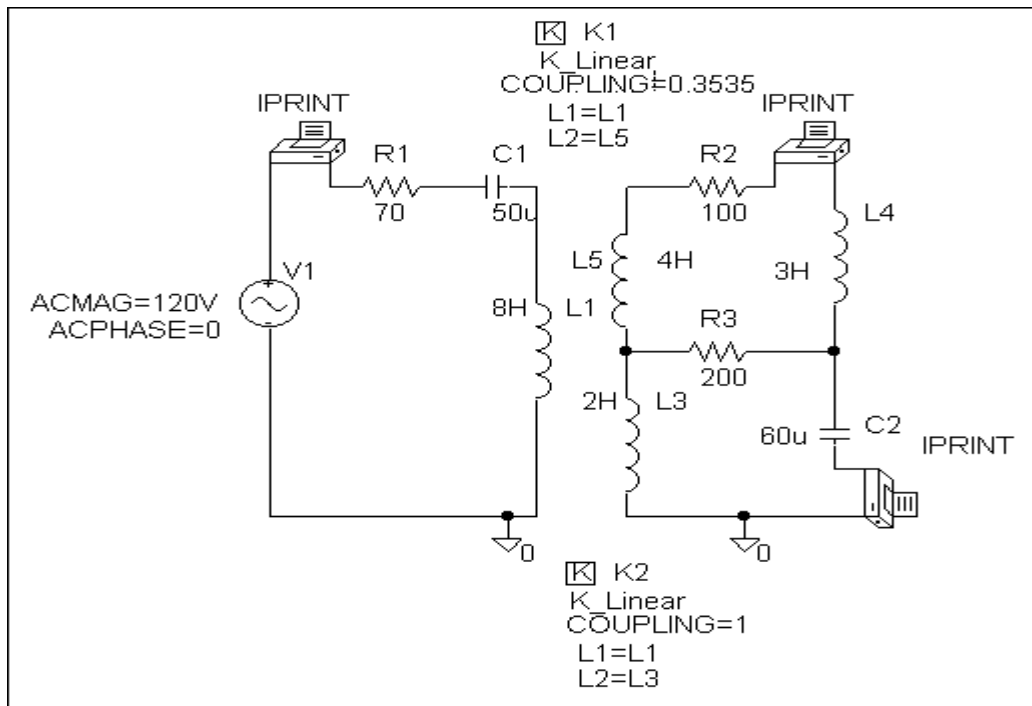 K K1
K_Linear
COUPLING=0.3535
L1=L1
L2=L5
IPRINT
IPRINT
R1
C1
R2
70
50u
100
L4
L5
4H
3H
V1
ACMAG=120V
ACPHASE=0
8H
L1
R3
200
2H
L3
60u
C2
IPRINT
0
0
K K2
K_Linear
COUPLING=1
L1=L1
L2=L3